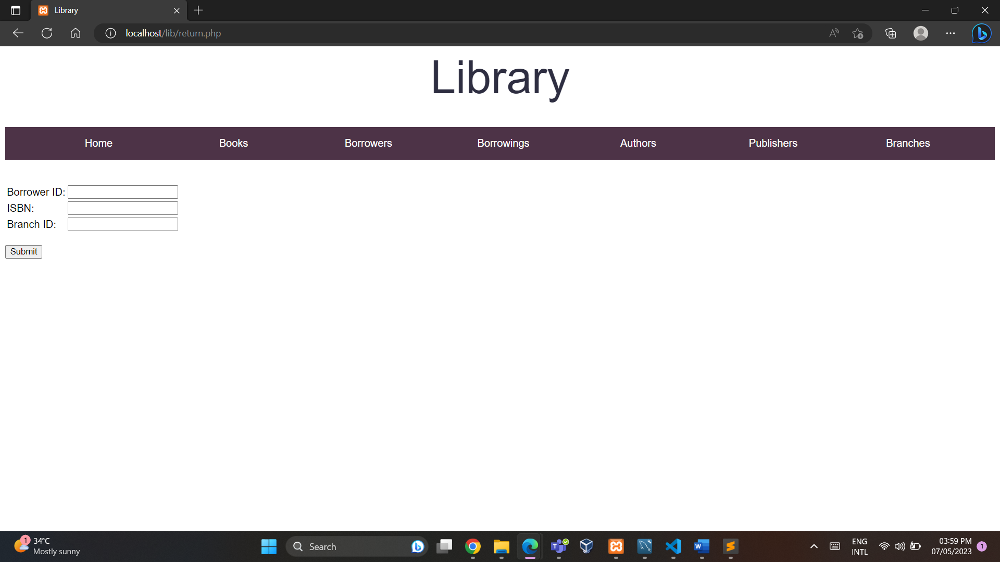 Library
localhost/lib/return.php
Library
Home Books Borrowers Borrowings Authors Publishers Branches
Borrower ID:
ISBN:
Branch ID:
Submit
1
34°C
Mostly sunny
Search
ENG
INTL
03:59 PM
07/05/2023
1